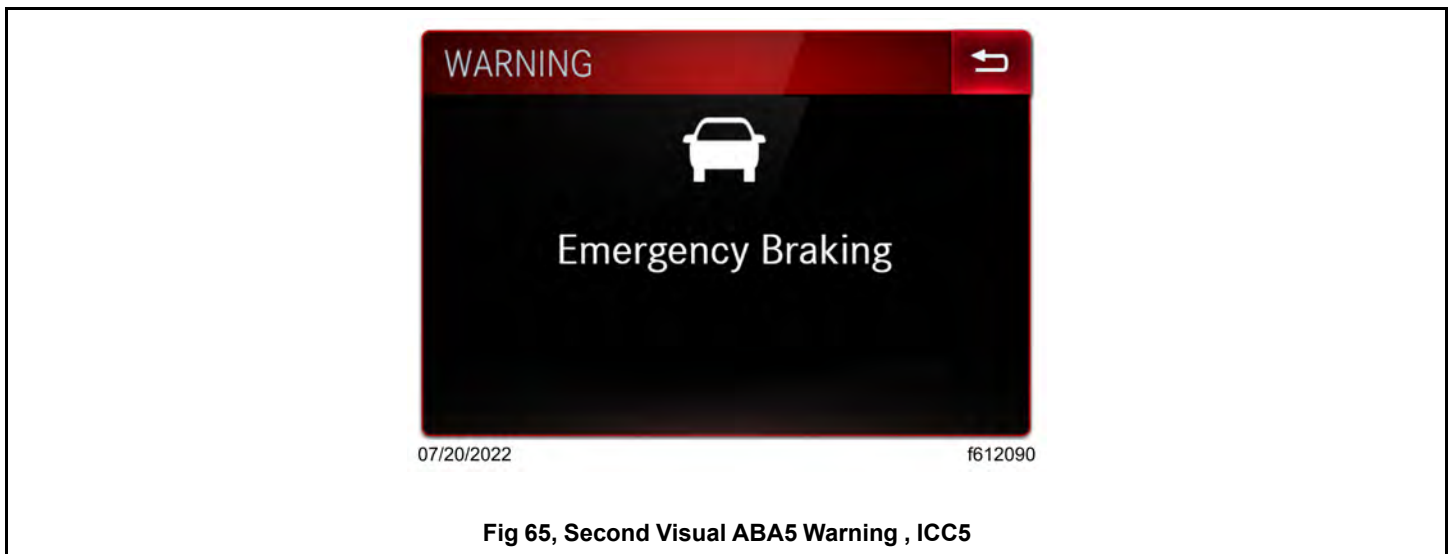 WARNING
Emergency Braking
07/20/2022 f612090
Fig 65, Second Visual ABA5 Warning , ICC5